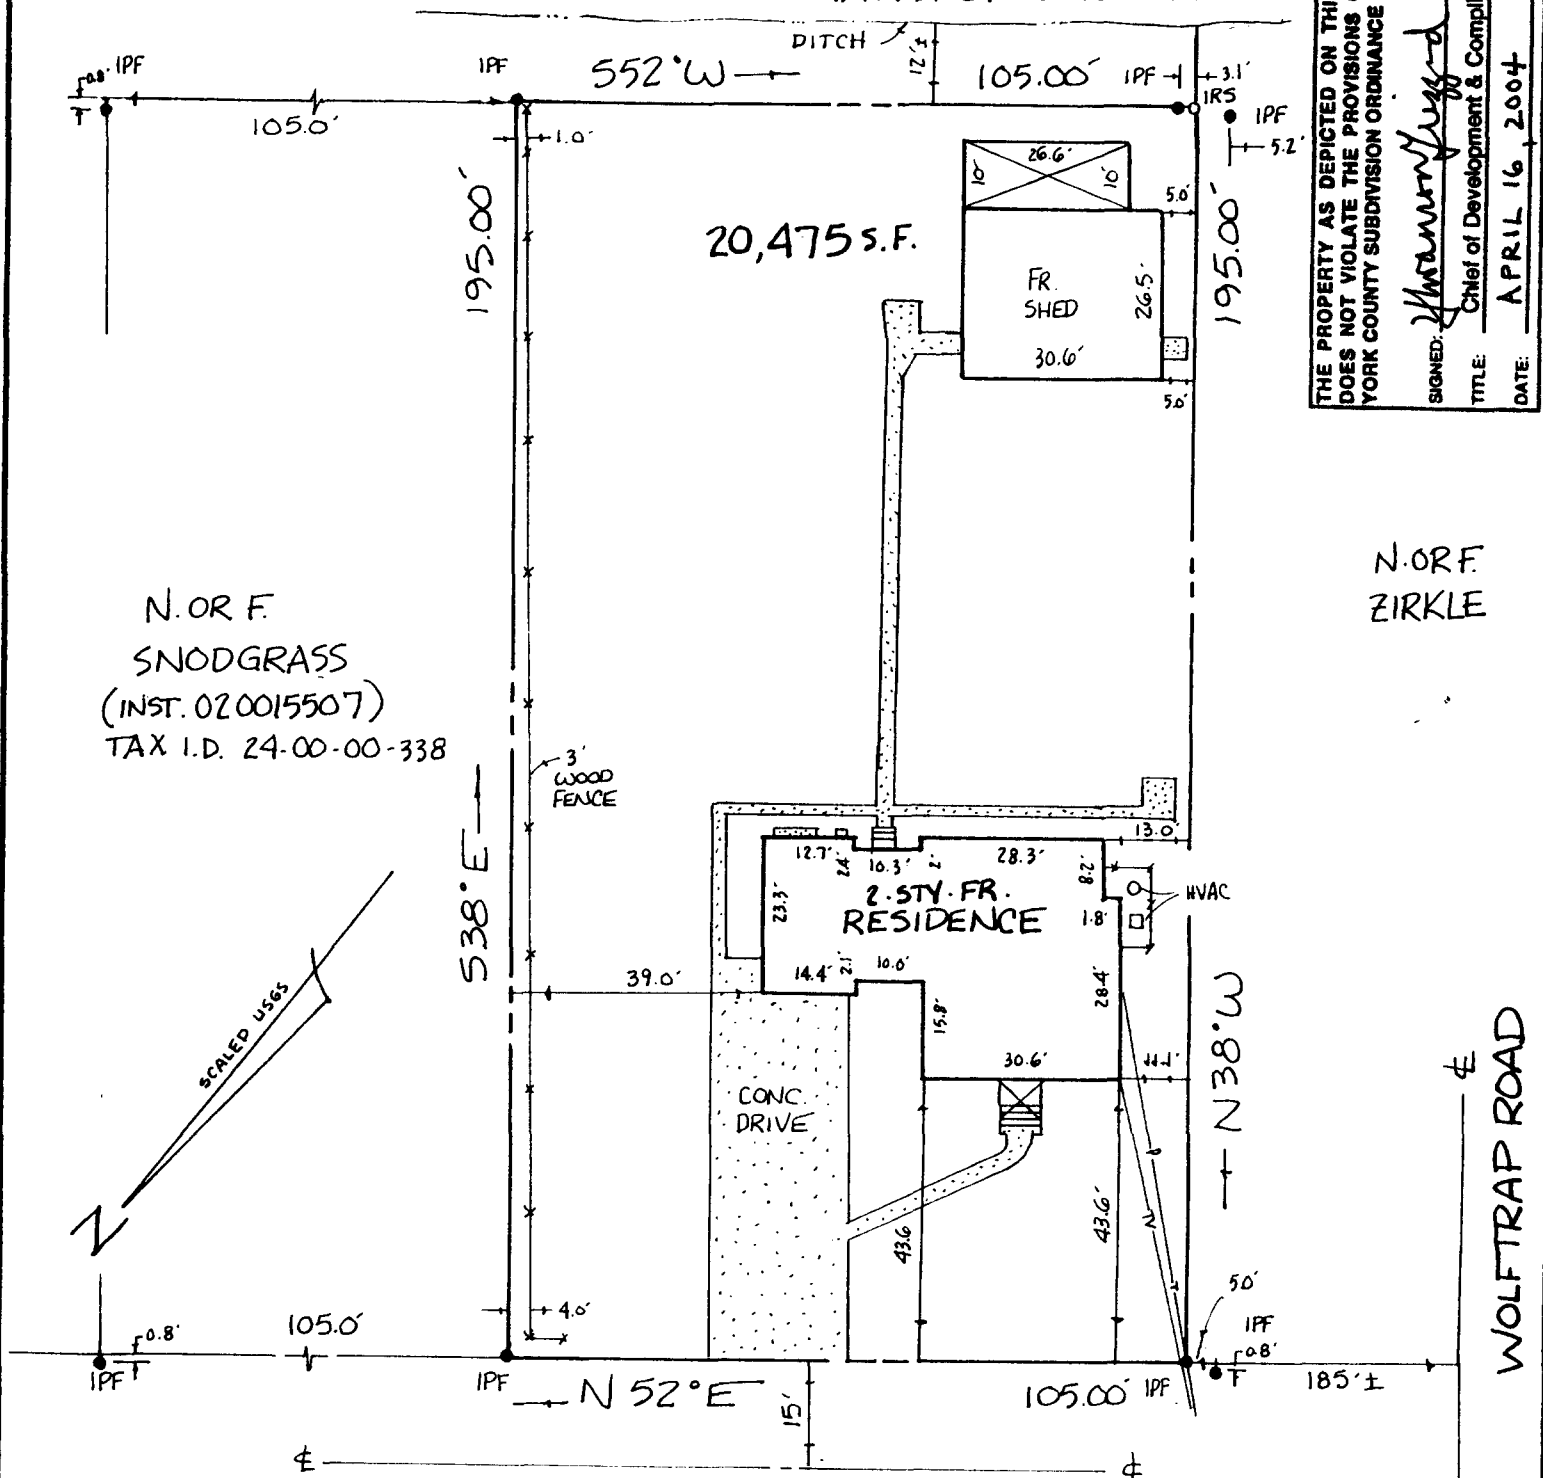 DITCH
12'±
0.8'
IPF
IPF
S52°W
105.00'
IPF
3.1'
IRS
IPF
5.2'
105.0'
1.0'
26.6'
10'
10'
5.0'
195.00'
20,475 S.F.
FR.
SHED
26.5'
30.6'
5.0'
195.00'
THE PROPERTY AS DEPICTED ON THI
DOES NOT VIOLATE THE PROVISIONS
YORK COUNTY SUBDIVISION ORDINANCE
SIGNED:
TITLE: Chief of Development & Compli
DATE: APRIL 16, 2004
N. OR F.
SNODGRASS
(INST. 020015507)
TAX I.D. 24-00-00-338
N. OR F.
ZIRKLE
3'
WOOD
FENCE
S38°E
13.0'
12.7'
2.4'
10.3'
2'
28.3'
8.2'
HVAC
23.3'
2. STY. FR.
RESIDENCE
1.8'
39.0'
14.4'
2.1'
10.0'
28.4'
15.8'
30.6'
11.1'
SCALED USGS
N
CONC.
DRIVE
N38°W
43.6
43.6'
WOLFTRAP ROAD
℄
4.0'
50'
IPF
0.8'
0.8'
105.0'
IPF
IPF
N 52°E
15'
105.00'
IPF
185'±
℄
℄